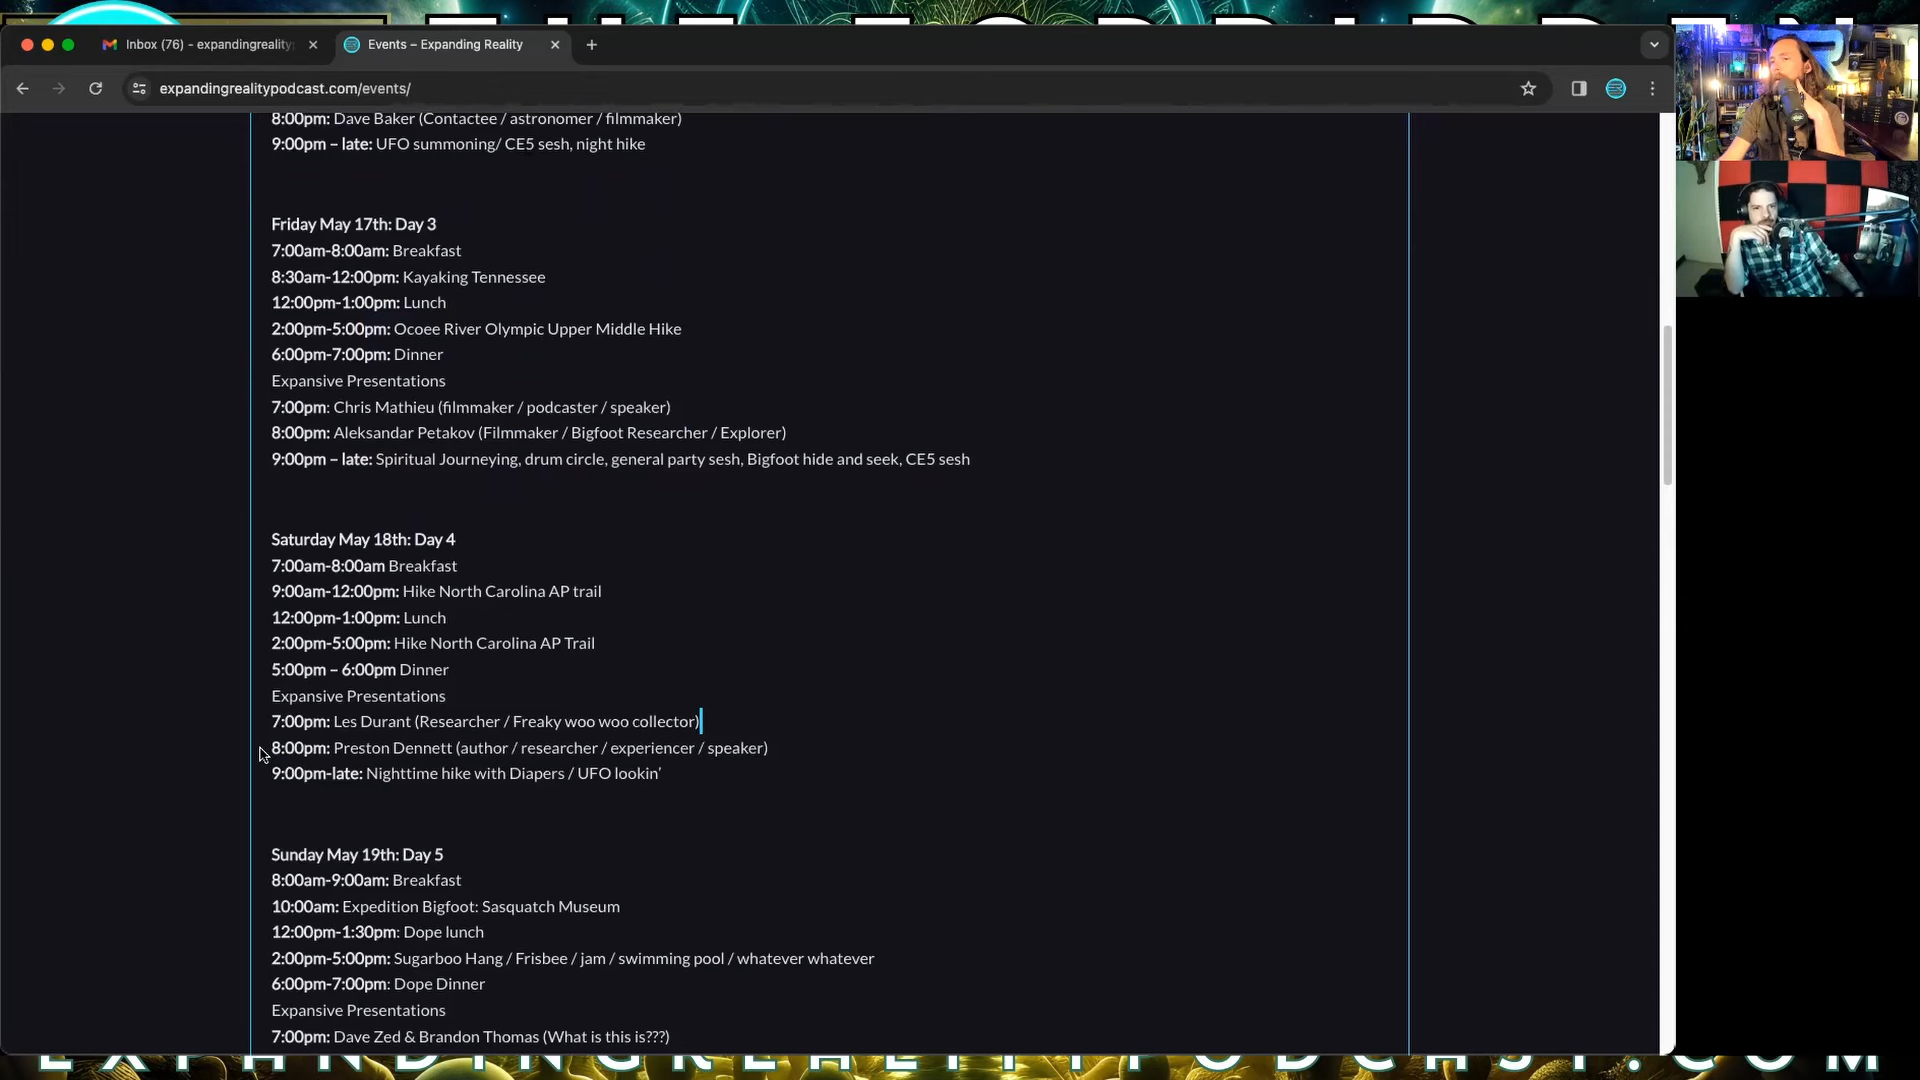 Inbox (76) - expandingreality
Events – Expanding Reality
expandingrealitypodcast.com/events/
8:00pm: Dave Baker (Contactee / astronomer / filmmaker)
9:00pm – late: UFO summoning/ CE5 sesh, night hike
Friday May 17th: Day 3
7:00am-8:00am: Breakfast
8:30am-12:00pm: Kayaking Tennessee
12:00pm-1:00pm: Lunch
2:00pm-5:00pm: Ocoee River Olympic Upper Middle Hike
6:00pm-7:00pm: Dinner
Expansive Presentations
7:00pm: Chris Mathieu (filmmaker / podcaster / speaker)
8:00pm: Aleksandar Petakov (Filmmaker / Bigfoot Researcher / Explorer)
9:00pm – late: Spiritual Journeying, drum circle, general party sesh, Bigfoot hide and seek, CE5 sesh
Saturday May 18th: Day 4
7:00am-8:00am Breakfast
9:00am-12:00pm: Hike North Carolina AP trail
12:00pm-1:00pm: Lunch
2:00pm-5:00pm: Hike North Carolina AP Trail
5:00pm – 6:00pm Dinner
Expansive Presentations
7:00pm: Les Durant (Researcher / Freaky woo woo collector)
8:00pm: Preston Dennett (author / researcher / experiencer / speaker)
9:00pm-late: Nighttime hike with Diapers / UFO lookin’
Sunday May 19th: Day 5
8:00am-9:00am: Breakfast
10:00am: Expedition Bigfoot: Sasquatch Museum
12:00pm-1:30pm: Dope lunch
2:00pm-5:00pm: Sugarboo Hang / Frisbee / jam / swimming pool / whatever whatever
6:00pm-7:00pm: Dope Dinner
Expansive Presentations
7:00pm: Dave Zed & Brandon Thomas (What is this is???)
EXPANDINGREALITYPODCAST.COM